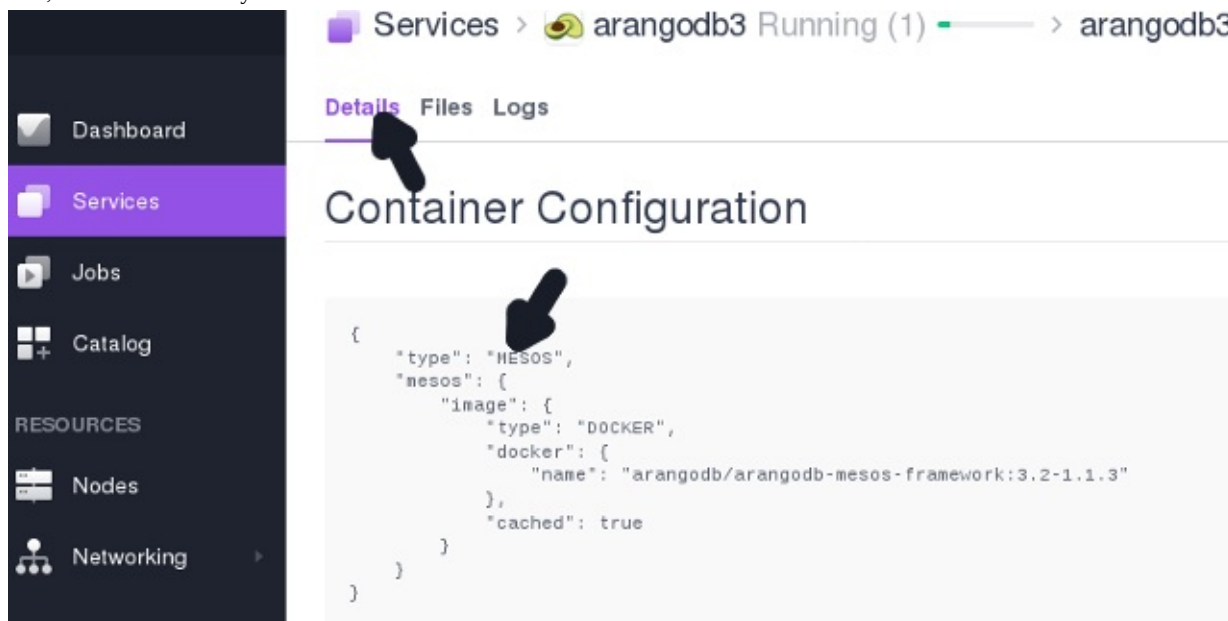 Services > arangodb3 Running (1) > arangodb3
Details Files Logs
Dashboard
Services
Jobs
Catalog
RESOURCES
Nodes
Networking
Container Configuration
{
"type": "MESOS",
"mesos": {
"image": {
"type": "DOCKER",
"docker": {
"name": "arangodb/arangodb-mesos-framework:3.2-1.1.3"
},
"cached": true
}
}
}